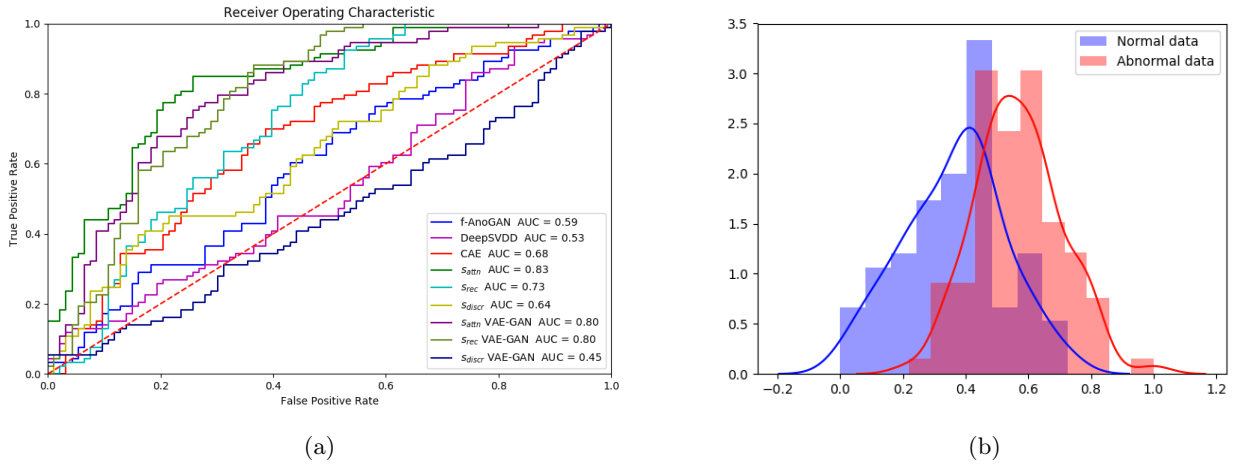 Receiver Operating Characteristic
True Positive Rate
1.0
0.8
0.6
0.4
0.2
0.0
0.0 0.2 0.4 0.6 0.8 1.0
False Positive Rate
f-AnoGAN AUC = 0.59
DeepSVDD AUC = 0.53
CAE AUC = 0.68
s_attn AUC = 0.83
s_rec AUC = 0.73
s_discr AUC = 0.64
s_attn VAE-GAN AUC = 0.80
s_rec VAE-GAN AUC = 0.80
s_discr VAE-GAN AUC = 0.45
(a)
3.5
3.0
2.5
2.0
1.5
1.0
0.5
0.0
−0.2 0.0 0.2 0.4 0.6 0.8 1.0 1.2
Normal data
Abnormal data
(b)